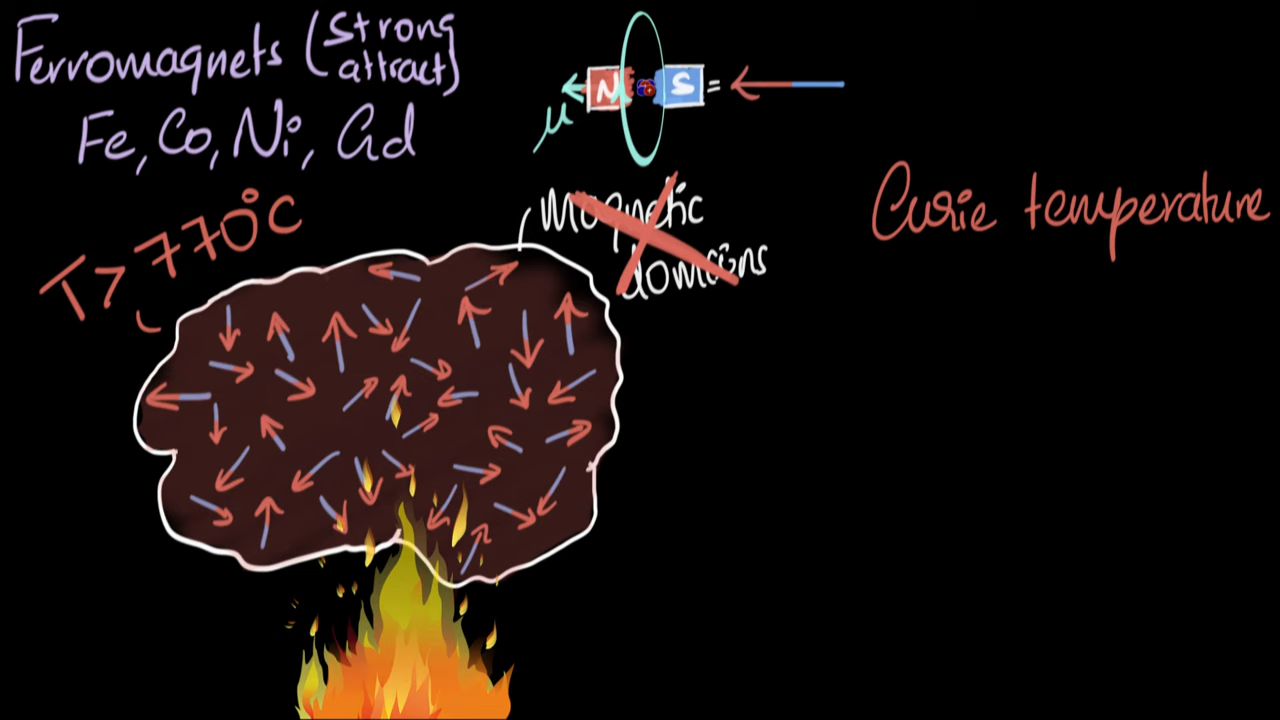 Ferromagnets (strong
attract)
Fe, Co, Ni, Gd
N S =
μ
Magnetic
domains
Curie temperature
T > 770°C